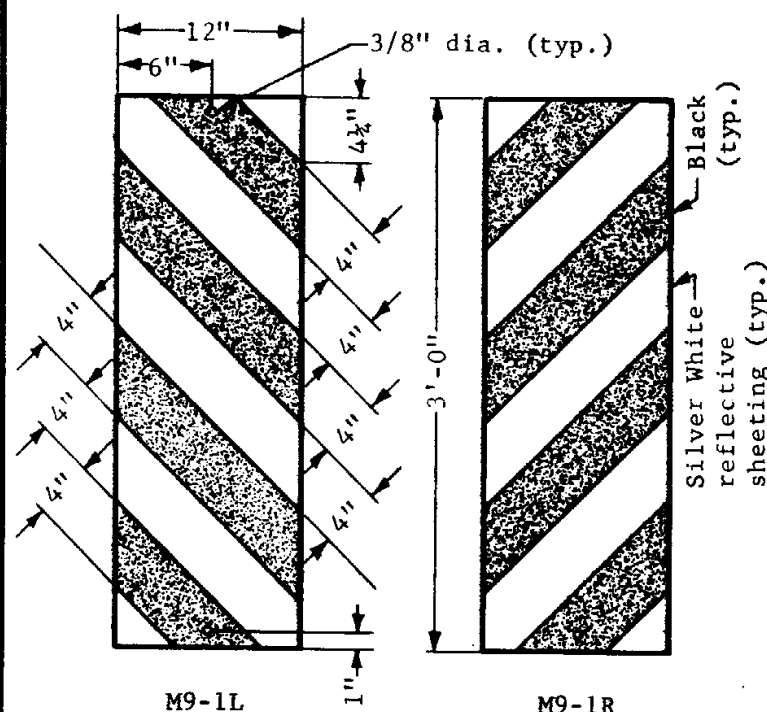 12"
6"
3/8" dia. (typ.)
4½"
4"
4"
4"
4"
4"
4"
4"
1"
3'-0"
Black
(typ.)
Silver White
reflective
sheeting (typ.)
M9-1L
M9-1R